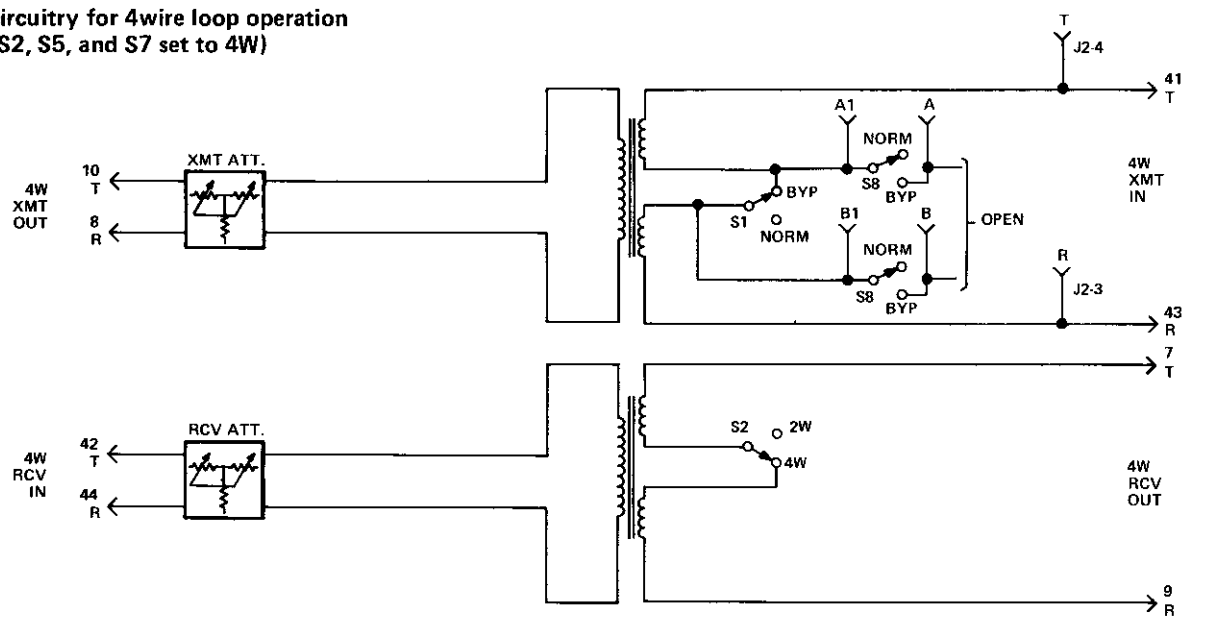 ircuitry for 4wire loop operation
S2, S5, and S7 set to 4W)
T
J2-4
41
T
A1
A
NORM
XMT ATT.
10
T
4W
XMT
OUT
8
R
S8
BYP
BYP
S1
NORM
4W
XMT
IN
OPEN
B1
B
NORM
S8
BYP
R
J2-3
43
R
7
T
RCV ATT.
42
T
4W
RCV
IN
44
R
S2
2W
4W
4W
RCV
OUT
9
R